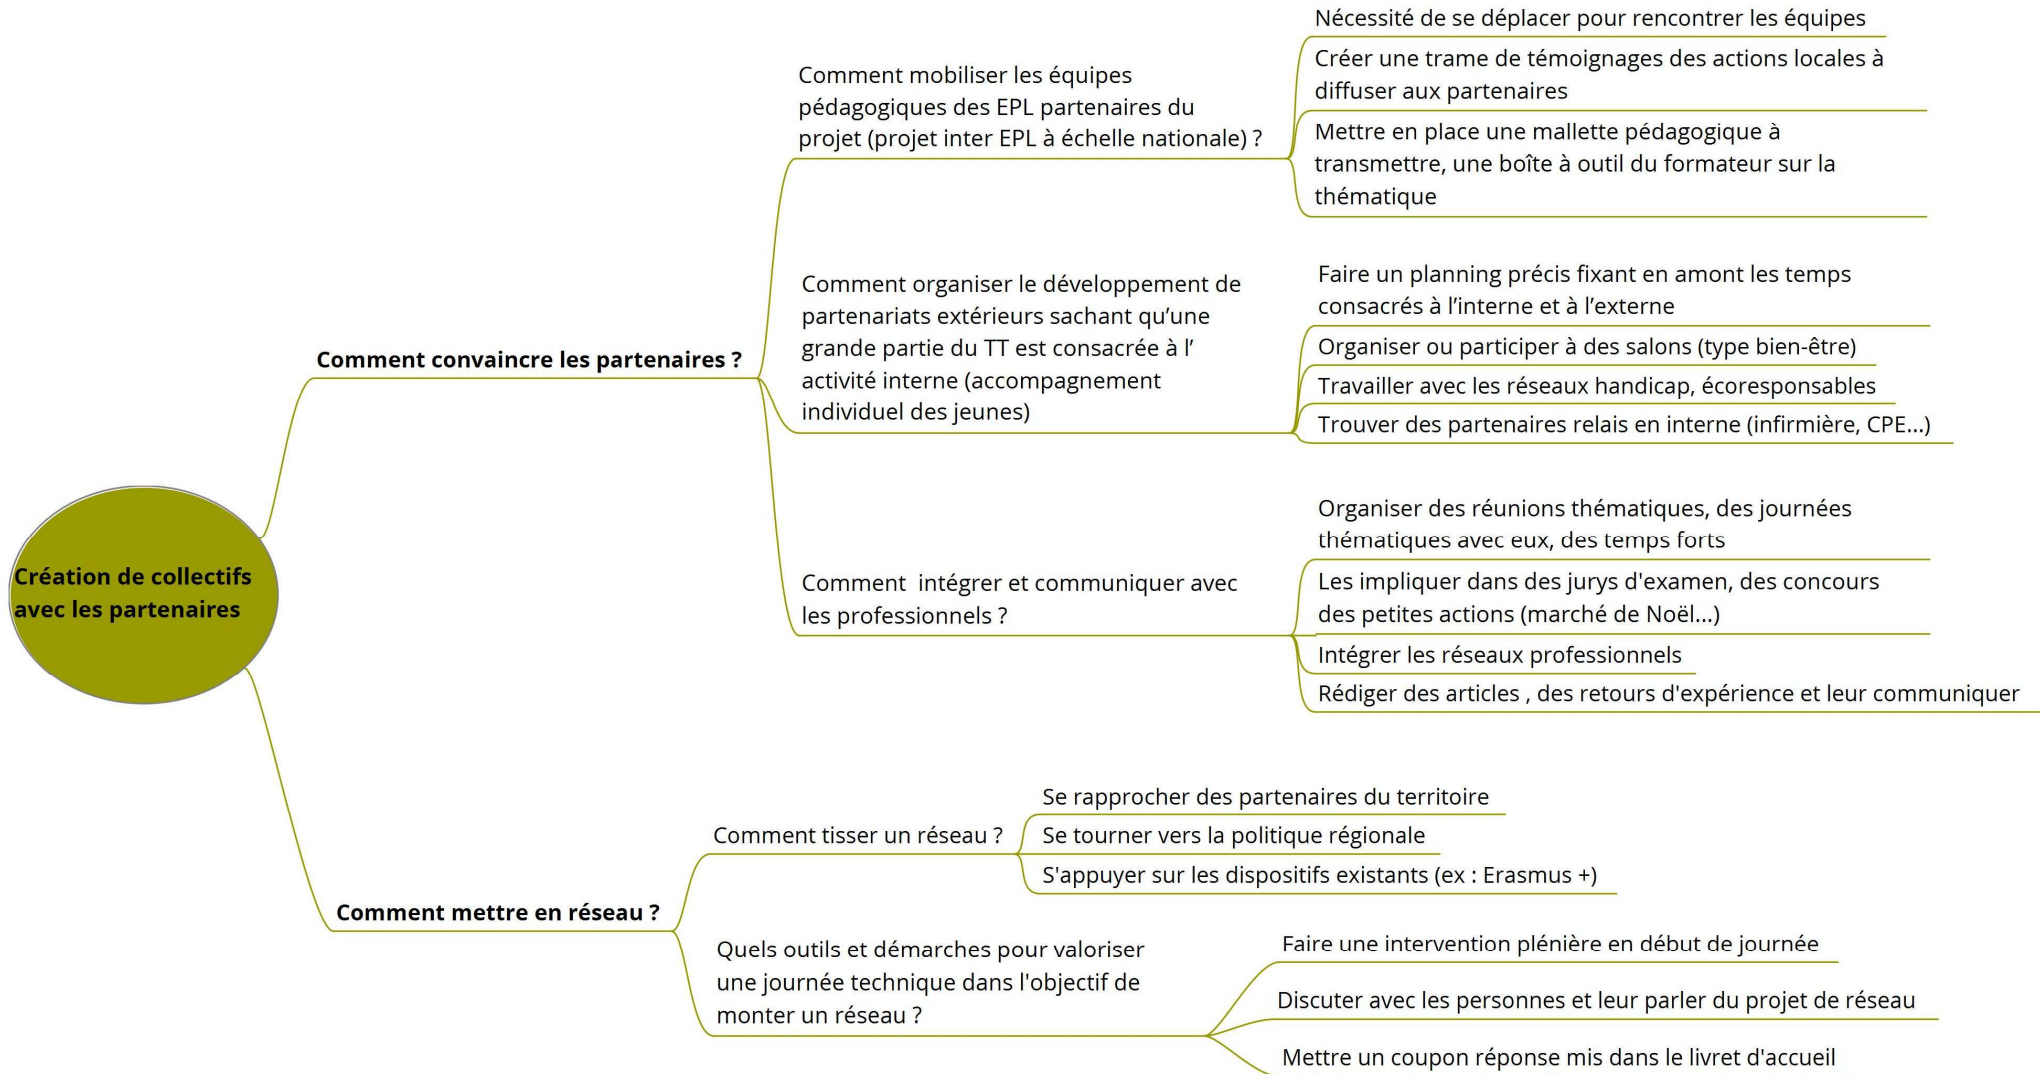 Création de collectifs
avec les partenaires
Comment convaincre les partenaires ?
Comment mobiliser les équipes
pédagogiques des EPL partenaires du
projet (projet inter EPL à échelle nationale) ?
Nécessité de se déplacer pour rencontrer les équipes
Créer une trame de témoignages des actions locales à
diffuser aux partenaires
Mettre en place une mallette pédagogique à
transmettre, une boîte à outil du formateur sur la
thématique
Comment organiser le développement de
partenariats extérieurs sachant qu’une
grande partie du TT est consacrée à l’
activité interne (accompagnement
individuel des jeunes)
Faire un planning précis fixant en amont les temps
consacrés à l’interne et à l’externe
Organiser ou participer à des salons (type bien-être)
Travailler avec les réseaux handicap, écoresponsables
Trouver des partenaires relais en interne (infirmière, CPE...)
Comment  intégrer et communiquer avec
les professionnels ?
Organiser des réunions thématiques, des journées
thématiques avec eux, des temps forts
Les impliquer dans des jurys d'examen, des concours
des petites actions (marché de Noël...)
Intégrer les réseaux professionnels
Rédiger des articles , des retours d'expérience et leur communiquer
Comment mettre en réseau ?
Comment tisser un réseau ?
Se rapprocher des partenaires du territoire
Se tourner vers la politique régionale
S'appuyer sur les dispositifs existants (ex : Erasmus +)
Quels outils et démarches pour valoriser
une journée technique dans l'objectif de
monter un réseau ?
Faire une intervention plénière en début de journée
Discuter avec les personnes et leur parler du projet de réseau
Mettre un coupon réponse mis dans le livret d'accueil